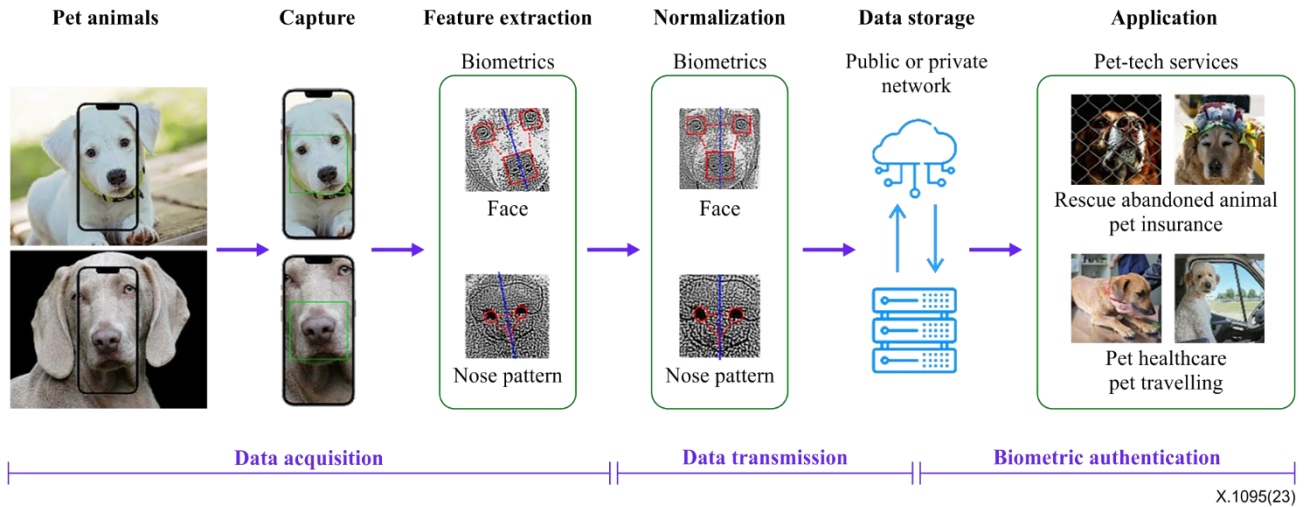 Pet animals
Capture
Feature extraction
Normalization
Data storage
Application
Biometrics
Biometrics
Public or private
network
Pet-tech services
Face
Face
Rescue abandoned animal
pet insurance
Nose pattern
Nose pattern
Pet healthcare
pet travelling
Data acquisition
Data transmission
Biometric authentication
X.1095(23)